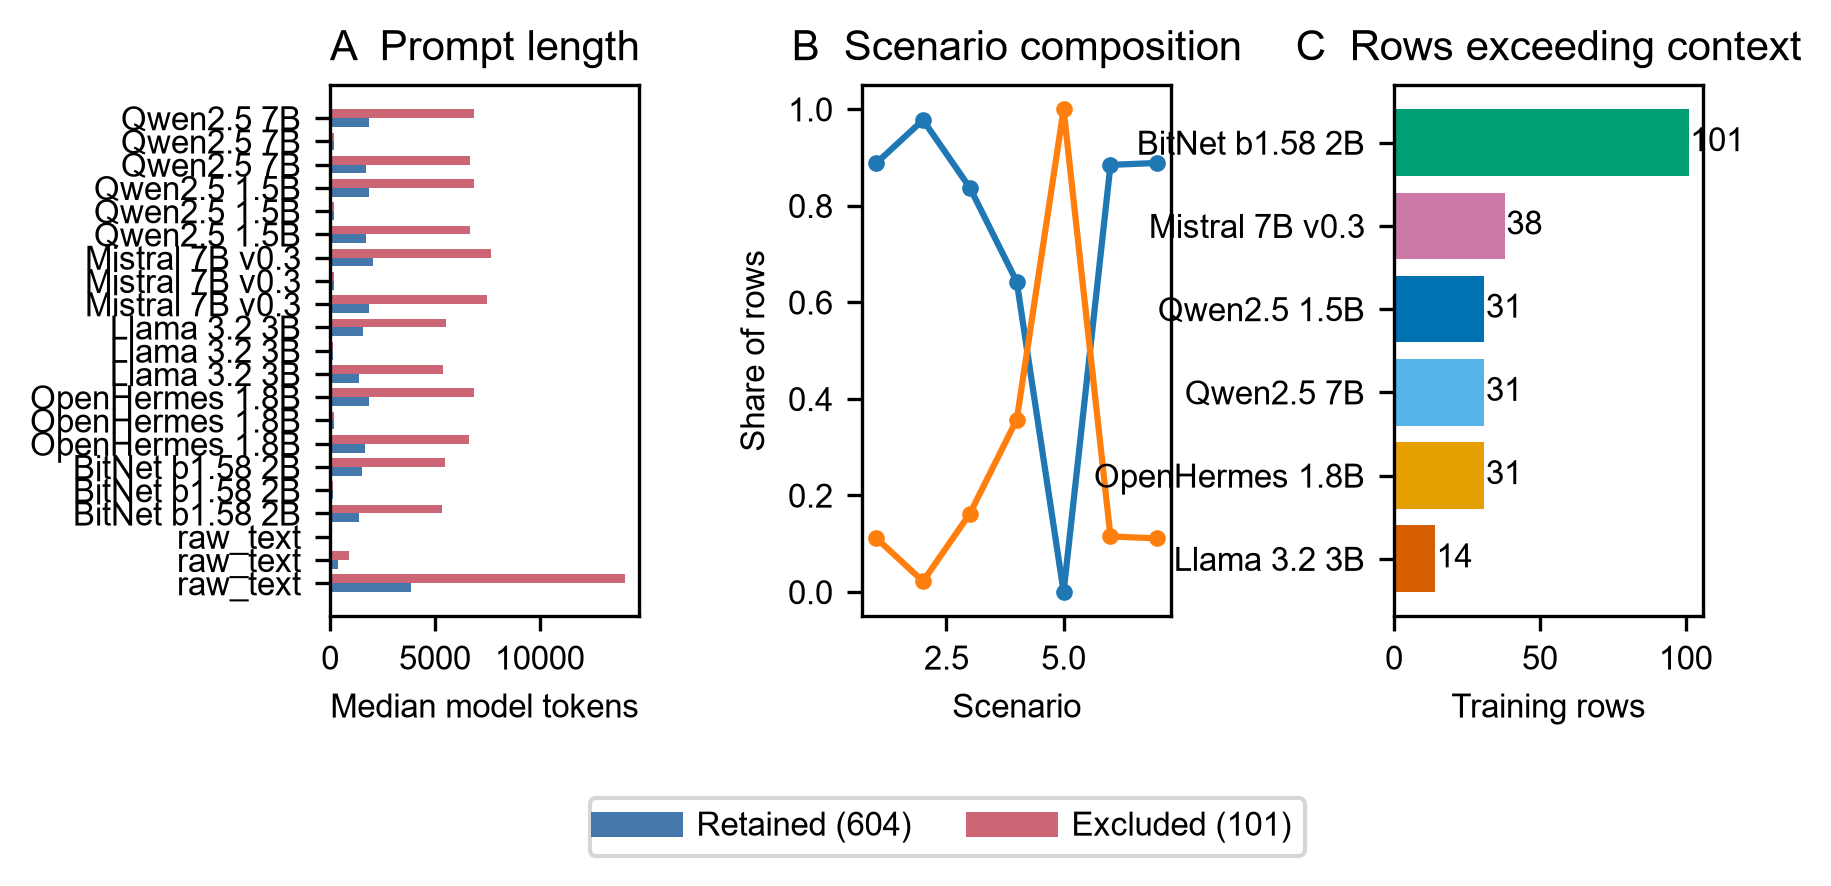 A Prompt length
Qwen2.5 7B
Qwen2.5 7B
Qwen2.5 7B
Qwen2.5 1.5B
Qwen2.5 1.5B
Qwen2.5 1.5B
Mistral 7B v0.3
Mistral 7B v0.3
Mistral 7B v0.3
Llama 3.2 3B
Llama 3.2 3B
Llama 3.2 3B
OpenHermes 1.8B
OpenHermes 1.8B
OpenHermes 1.8B
BitNet b1.58 2B
BitNet b1.58 2B
BitNet b1.58 2B
raw_text
raw_text
raw_text
0 5000 10000
Median model tokens
B Scenario composition
Share of rows
1.0
0.8
0.6
0.4
0.2
0.0
2.5 5.0
Scenario
C Rows exceeding context
BitNet b1.58 2B 101
Mistral 7B v0.3 38
Qwen2.5 1.5B 31
Qwen2.5 7B 31
OpenHermes 1.8B 31
Llama 3.2 3B 14
0 50 100
Training rows
Retained (604) Excluded (101)